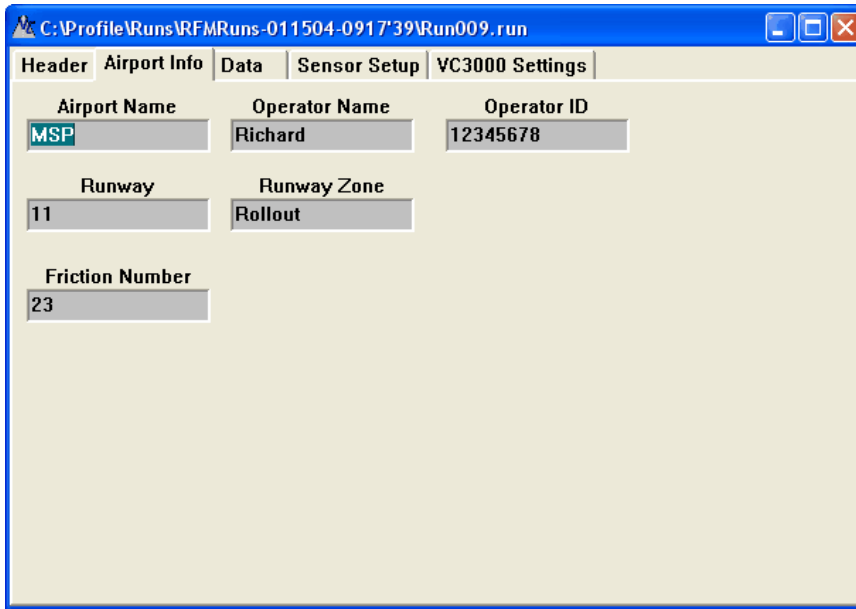 C:\Profile\Runs\RFMRuns-011504-0917'39\Run009.run
Header Airport Info Data Sensor Setup VC3000 Settings
Airport Name Operator Name Operator ID
MSP Richard 12345678
Runway Runway Zone
11 Rollout
Friction Number
23